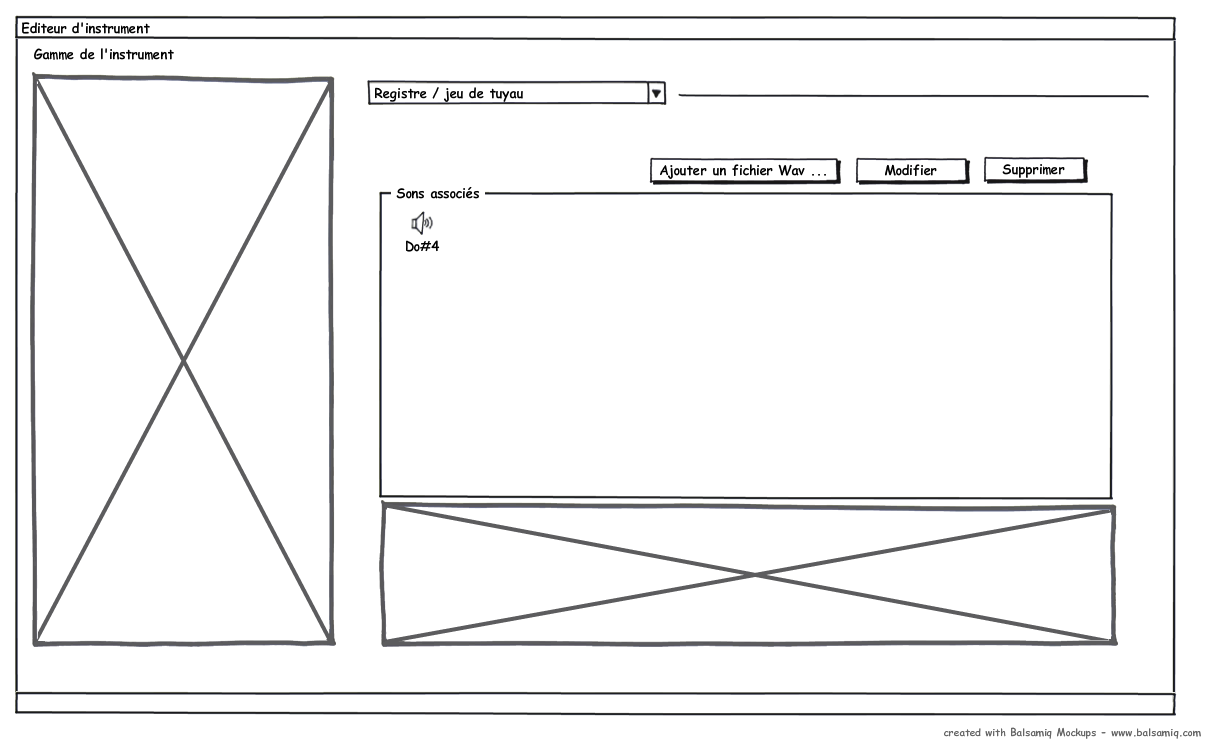 Editeur d'instrument
Gamme de l'instrument
Registre / jeu de tuyau
Ajouter un fichier Wav ...
Modifier
Supprimer
Sons associés
Do#4
created with Balsamiq Mockups - www.balsamiq.com